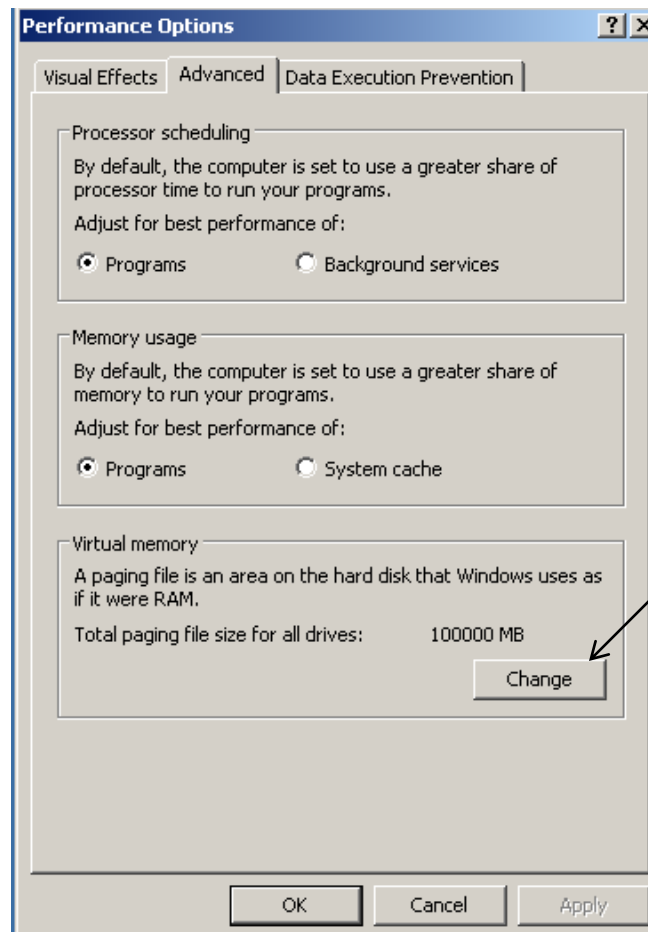 Performance Options
? X
Visual Effects Advanced Data Execution Prevention
Processor scheduling
By default, the computer is set to use a greater share of
processor time to run your programs.
Adjust for best performance of:
Programs Background services
Memory usage
By default, the computer is set to use a greater share of
memory to run your programs.
Adjust for best performance of:
Programs System cache
Virtual memory
A paging file is an area on the hard disk that Windows uses as
if it were RAM.
Total paging file size for all drives: 100000 MB
Change
OK Cancel Apply